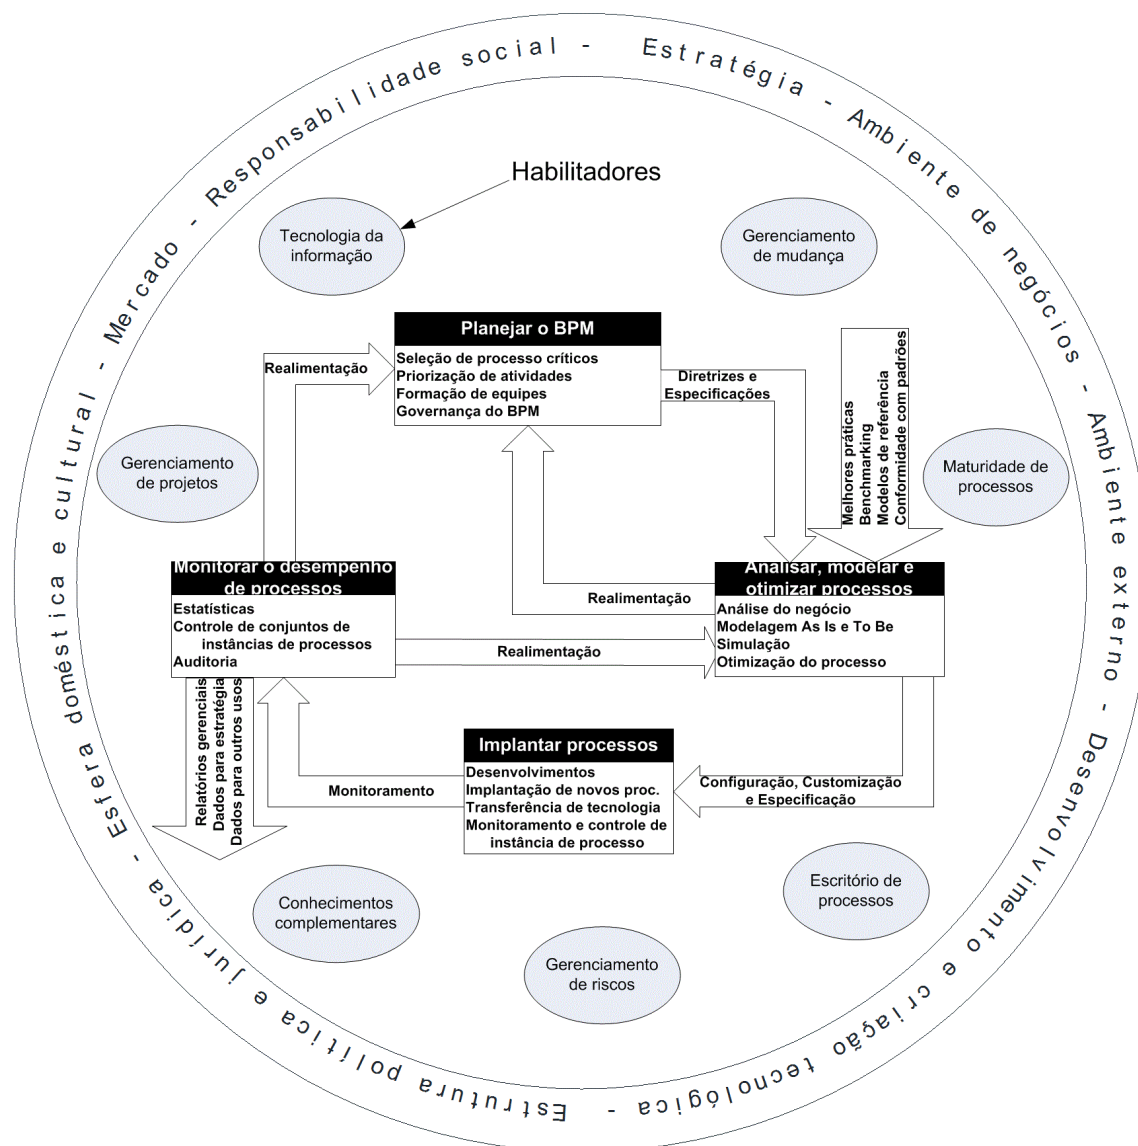 Estratégia - Ambiente de negócios - Ambiente externo - Desenvolvimento e criação tecnológica - Estrutura política e jurídica - Esfera doméstica e cultural - Mercado - Responsabilidade social -
Habilitadores
Tecnologia da
informação
Gerenciamento
de mudança
Planejar o BPM
Seleção de processo críticos
Priorização de atividades
Formação de equipes
Governança do BPM
Realimentação
Diretrizes e
Especificações
Melhores práticas
Benchmarking
Modelos de referência
Conformidade com padrões
Gerenciamento
de projetos
Maturidade de
processos
Monitorar o desempenho
de processos
Estatísticas
Controle de conjuntos de
instâncias de processos
Auditoria
Analisar, modelar e
otimizar processos
Análise do negócio
Modelagem As Is e To Be
Simulação
Otimização do processo
Realimentação
Realimentação
Relatórios gerenciais
Dados para estratégia
Dados para outros usos
Implantar processos
Desenvolvimentos
Implantação de novos proc.
Transferência de tecnologia
Monitoramento e controle de
instância de processo
Monitoramento
Configuração, Customização
e Especificação
Conhecimentos
complementares
Escritório de
processos
Gerenciamento
de riscos